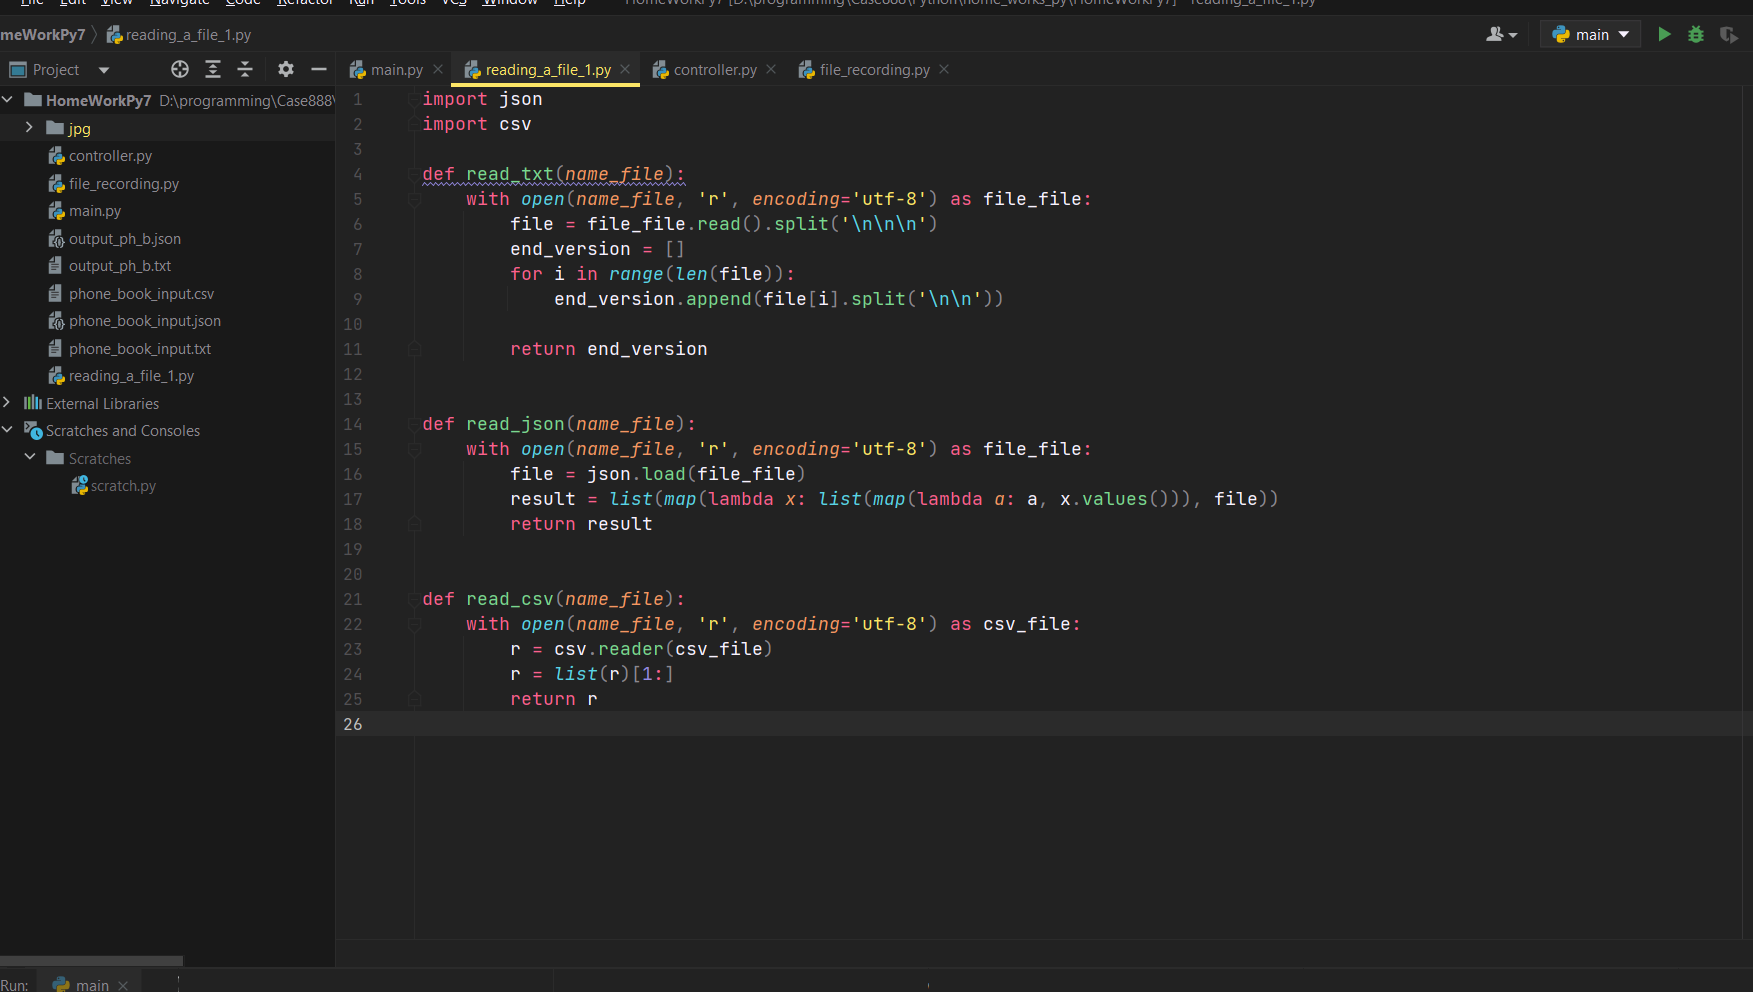 File Edit View Navigate Code Refactor Run Tools VCS Window Help HomeWorkPy7 [D:\programming\Case888\Python\home_works_py\HomeWorkPy7] - reading_a_file_1.py
meWorkPy7 reading_a_file_1.py
main
Project
main.py reading_a_file_1.py controller.py file_recording.py
HomeWorkPy7 D:\programming\Case888\
jpg
controller.py
file_recording.py
main.py
output_ph_b.json
output_ph_b.txt
phone_book_input.csv
phone_book_input.json
phone_book_input.txt
reading_a_file_1.py
External Libraries
Scratches and Consoles
Scratches
scratch.py
1 import json
2 import csv
3
4 def read_txt(name_file):
5 with open(name_file, 'r', encoding='utf-8') as file_file:
6 file = file_file.read().split('\n\n\n')
7 end_version = []
8 for i in range(len(file)):
9 end_version.append(file[i].split('\n\n'))
10
11 return end_version
12
13
14 def read_json(name_file):
15 with open(name_file, 'r', encoding='utf-8') as file_file:
16 file = json.load(file_file)
17 result = list(map(lambda x: list(map(lambda a: a, x.values())), file))
18 return result
19
20
21 def read_csv(name_file):
22 with open(name_file, 'r', encoding='utf-8') as csv_file:
23 r = csv.reader(csv_file)
24 r = list(r)[1:]
25 return r
26
Run: main